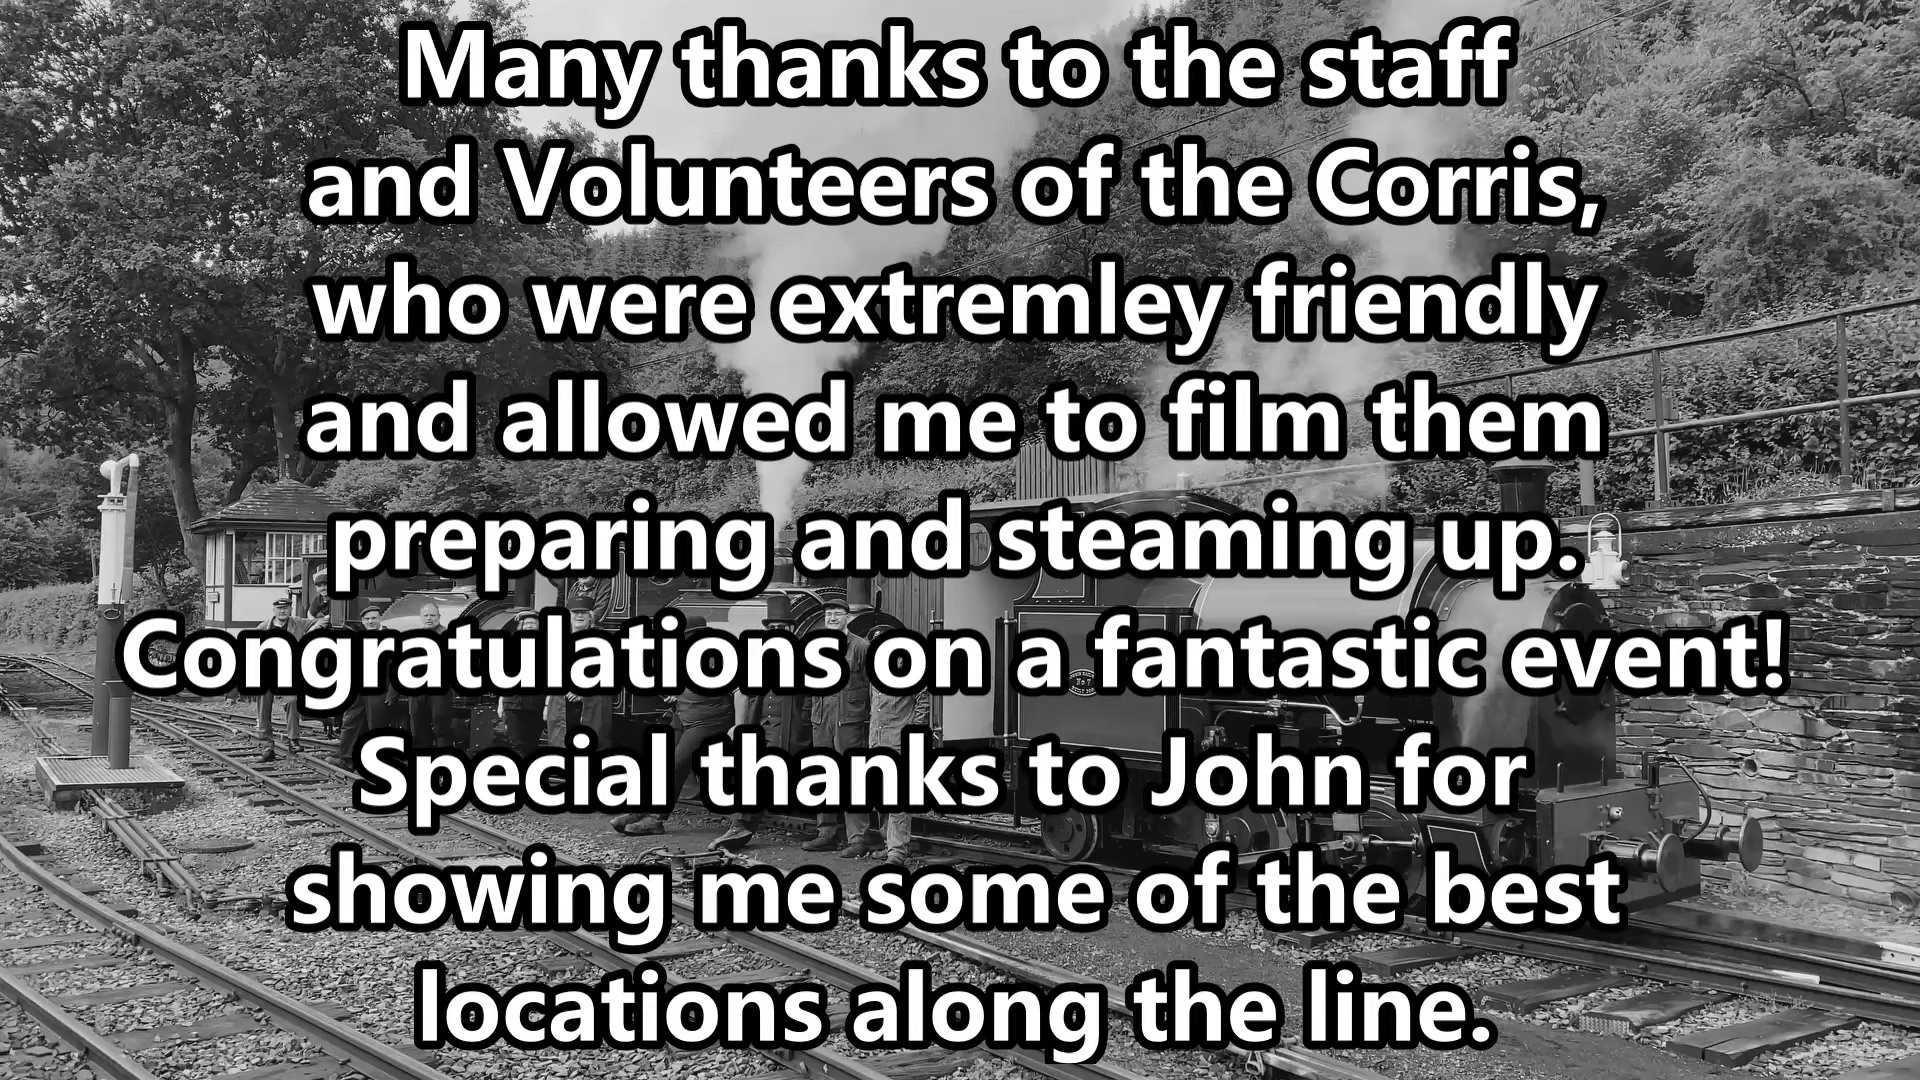 Many thanks to the staff
and Volunteers of the Corris,
who were extremley friendly
and allowed me to film them
preparing and steaming up.
Congratulations on a fantastic event!
Special thanks to John for
showing me some of the best
locations along the line.
No 7